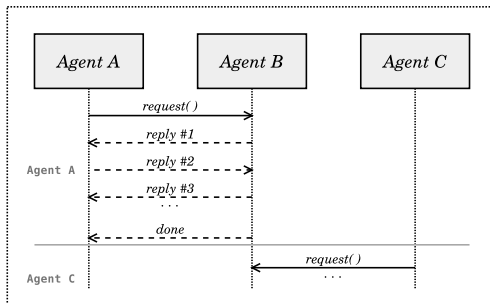 Agent A
Agent B
Agent C
request( )
reply #1
reply #2
Agent A
reply #3
. . .
done
request( )
. . .
Agent C